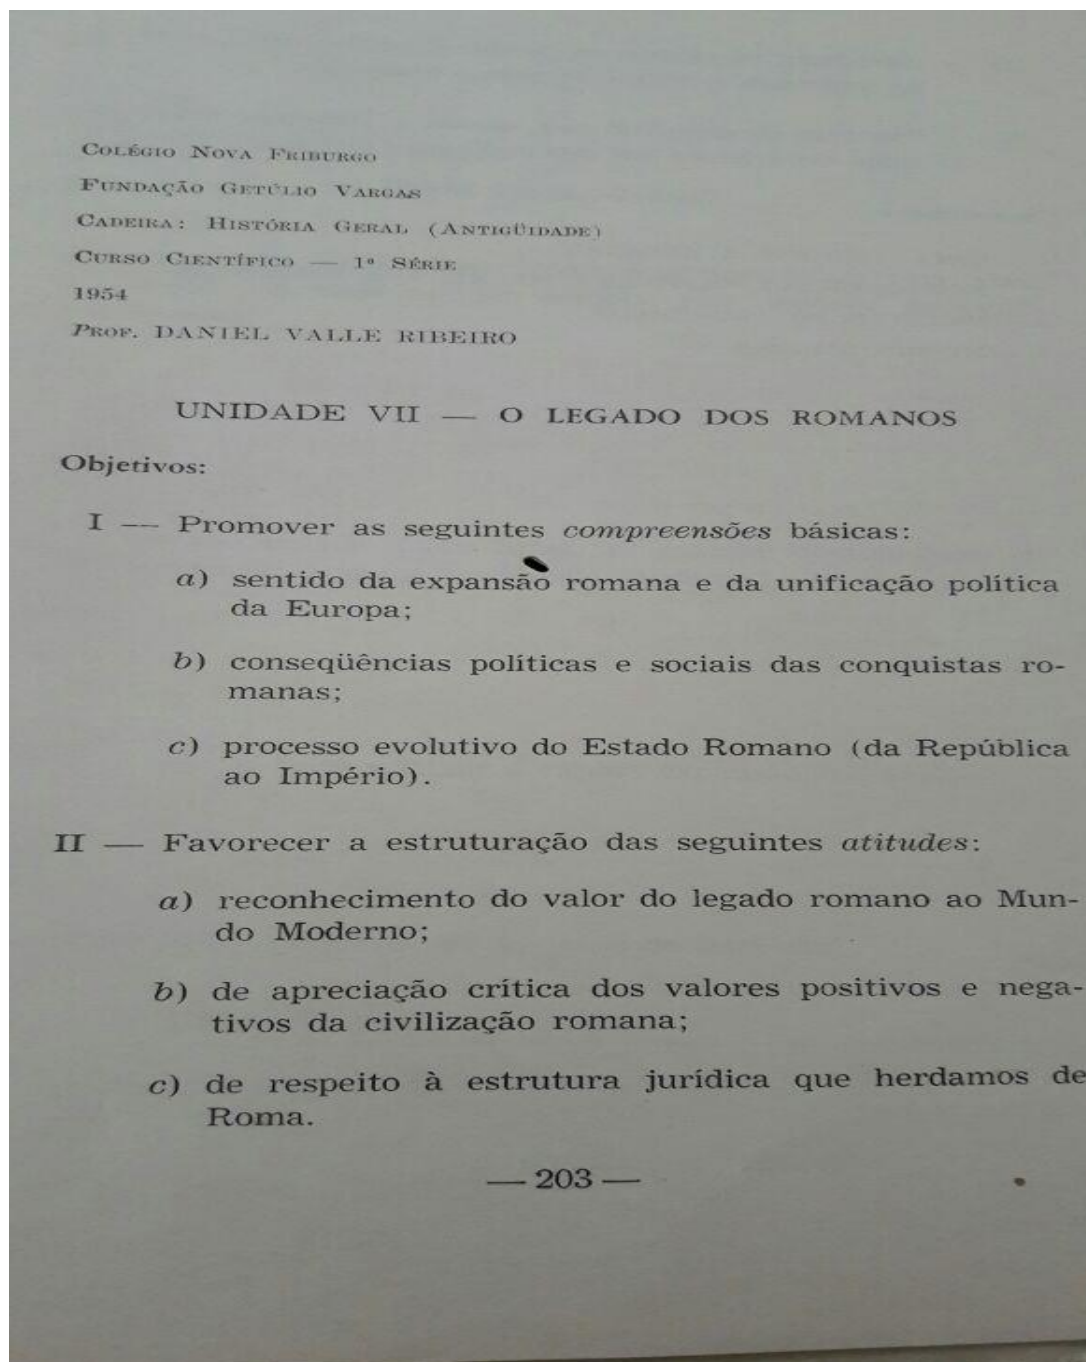 COLÉGIO NOVA FRIBURGO
FUNDAÇÃO GETÚLIO VARGAS
CADEIRA: HISTÓRIA GERAL (ANTIGÜIDADE)
CURSO CIENTÍFICO — 1ª SÉRIE
1954
PROF. DANIEL VALLE RIBEIRO
UNIDADE VII — O LEGADO DOS ROMANOS
Objetivos:
I — Promover as seguintes compreensões básicas:
a) sentido da expansão romana e da unificação política
da Europa;
b) conseqüências políticas e sociais das conquistas ro-
manas;
c) processo evolutivo do Estado Romano (da República
ao Império).
II — Favorecer a estruturação das seguintes atitudes:
a) reconhecimento do valor do legado romano ao Mun-
do Moderno;
b) de apreciação crítica dos valores positivos e nega-
tivos da civilização romana;
c) de respeito à estrutura jurídica que herdamos de
Roma.
— 203 —